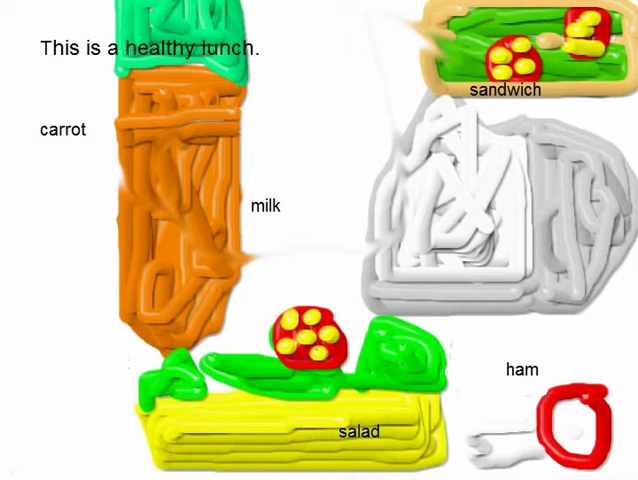 This is a healthy lunch.
sandwich
carrot
milk
ham
salad